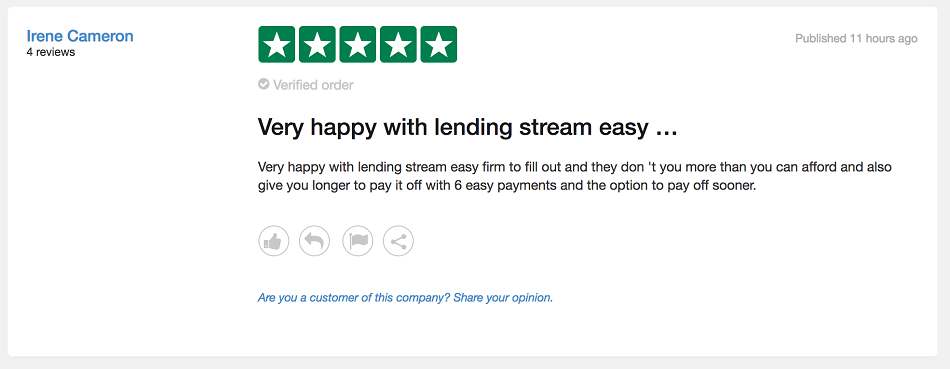 Irene Cameron
4 reviews
Published 11 hours ago
Verified order
Very happy with lending stream easy …
Very happy with lending stream easy firm to fill out and they don 't you more than you can afford and also
give you longer to pay it off with 6 easy payments and the option to pay off sooner.
Are you a customer of this company? Share your opinion.